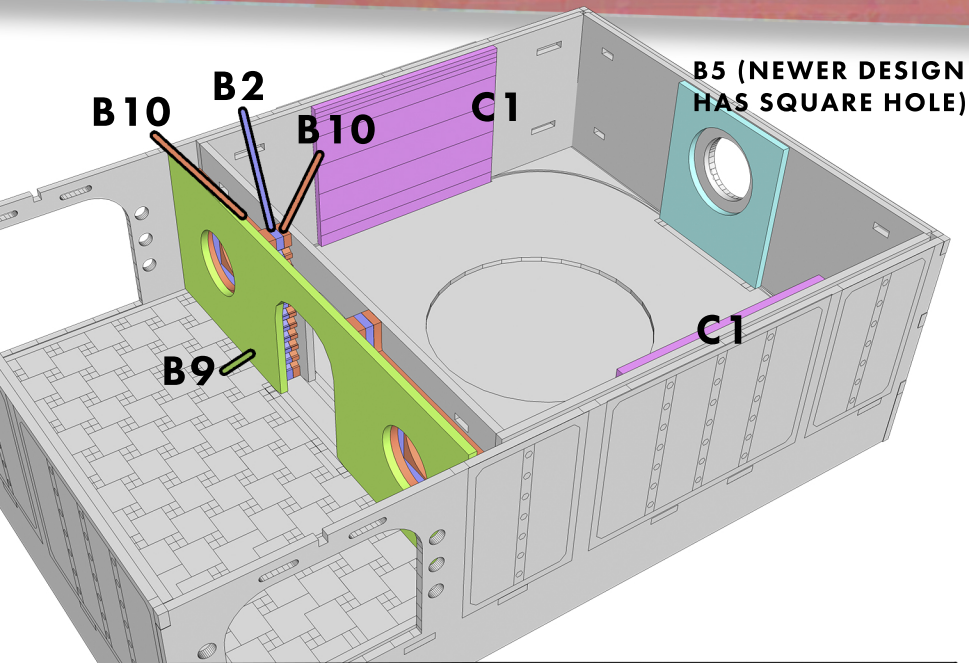 B10
B2
B10
C1
B5 (NEWER DESIGN
HAS SQUARE HOLE)
C1
B9